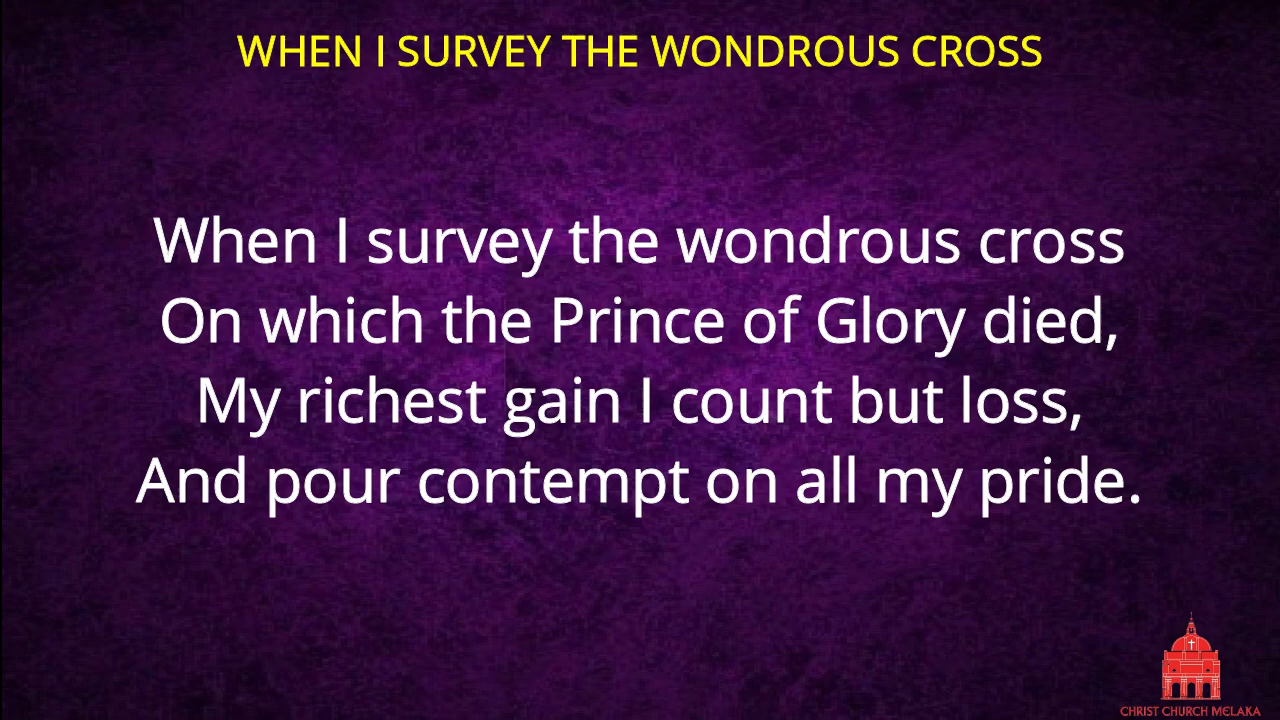 WHEN I SURVEY THE WONDROUS CROSS
When I survey the wondrous cross
On which the Prince of Glory died,
My richest gain I count but loss,
And pour contempt on all my pride.
CHRIST CHURCH MELAKA